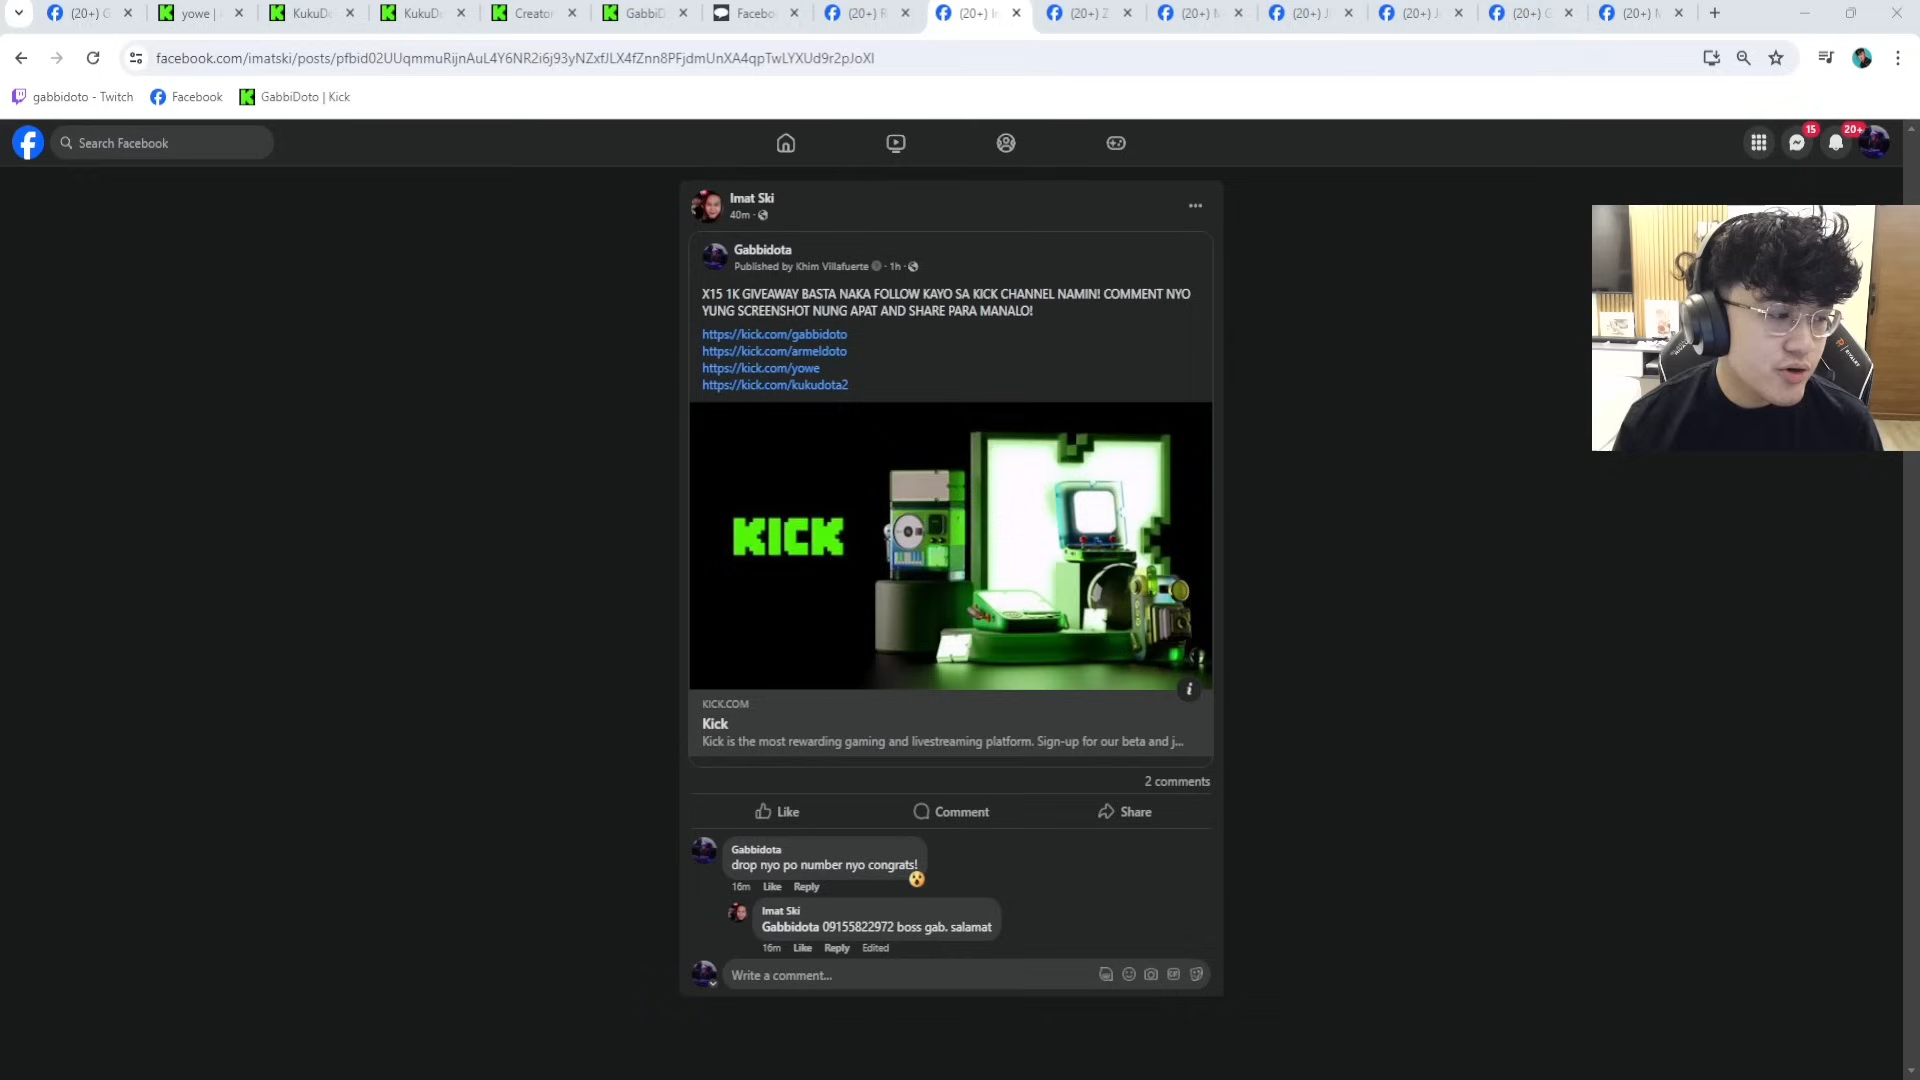 (20+) G
yowe |
KukuD
KukuD
Creator
GabbiD
Facebo
(20+) R
(20+) I
(20+) Z
(20+)
(20+) J
(20+) J
(20+) G
(20+)
facebook.com/imatski/posts/pfbid02UUqmmuRijnAuL4Y6NR2i6j93yNZxfJLX4fZnn8PFjdmUnXA4qpTwLYXUd9r2pJoXl
gabbidoto - Twitch
Facebook
GabbiDoto | Kick
Search Facebook
15
20+
Imat Ski
40m ·
Gabbidota
Published by Khim Villafuerte · 1h ·
X15 1K GIVEAWAY BASTA NAKA FOLLOW KAYO SA KICK CHANNEL NAMIN! COMMENT NYO
YUNG SCREENSHOT NUNG APAT AND SHARE PARA MANALO!
https://kick.com/gabbidoto
https://kick.com/armeldoto
https://kick.com/yowe
https://kick.com/kukudota2
KICK
KICK.COM
Kick
Kick is the most rewarding gaming and livestreaming platform. Sign-up for our beta and j...
2 comments
Like
Comment
Share
Gabbidota
drop nyo po number nyo congrats!
16m Like Reply
Imat Ski
Gabbidota 09155822972 boss gab. salamat
16m Like Reply Edited
Write a comment...